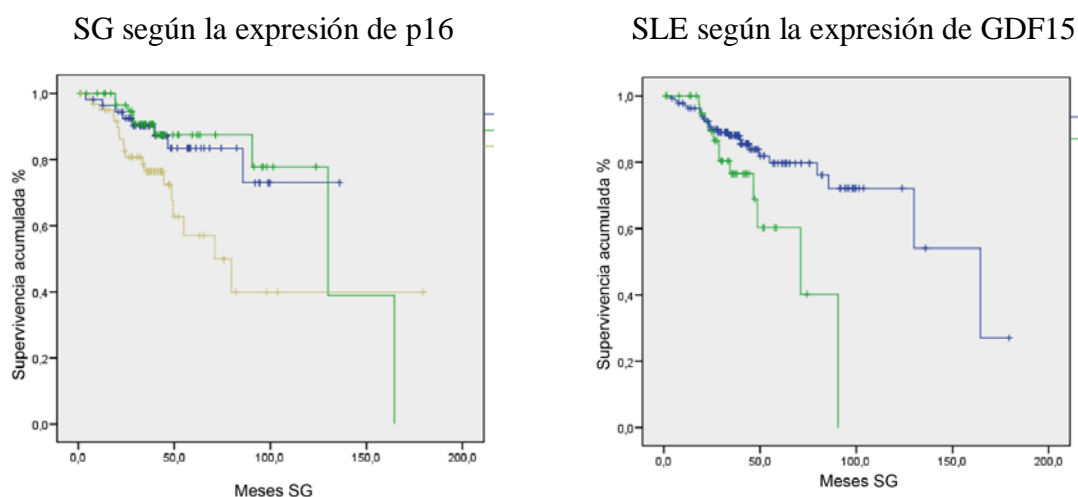 SG según la expresión de p16
SLE según la expresión de GDF15
Supervivencia acumulada %
1,0
0,8
0,6
0,4
0,2
0,0
0,0 50,0 100,0 150,0 200,0
Meses SG
Supervivencia acumulada %
1,0
0,8
0,6
0,4
0,2
0,0
0,0 50,0 100,0 150,0 200,0
Meses SG